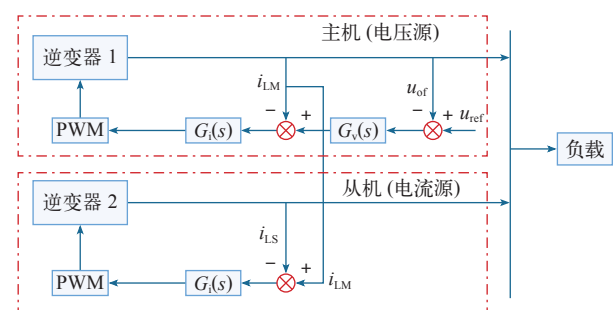 主机 (电压源)
逆变器 1
i_LM
u_of
− + − + u_ref
PWM G_i(s) G_v(s)
负载
从机 (电流源)
逆变器 2
i_LS
− +
PWM G_i(s) i_LM